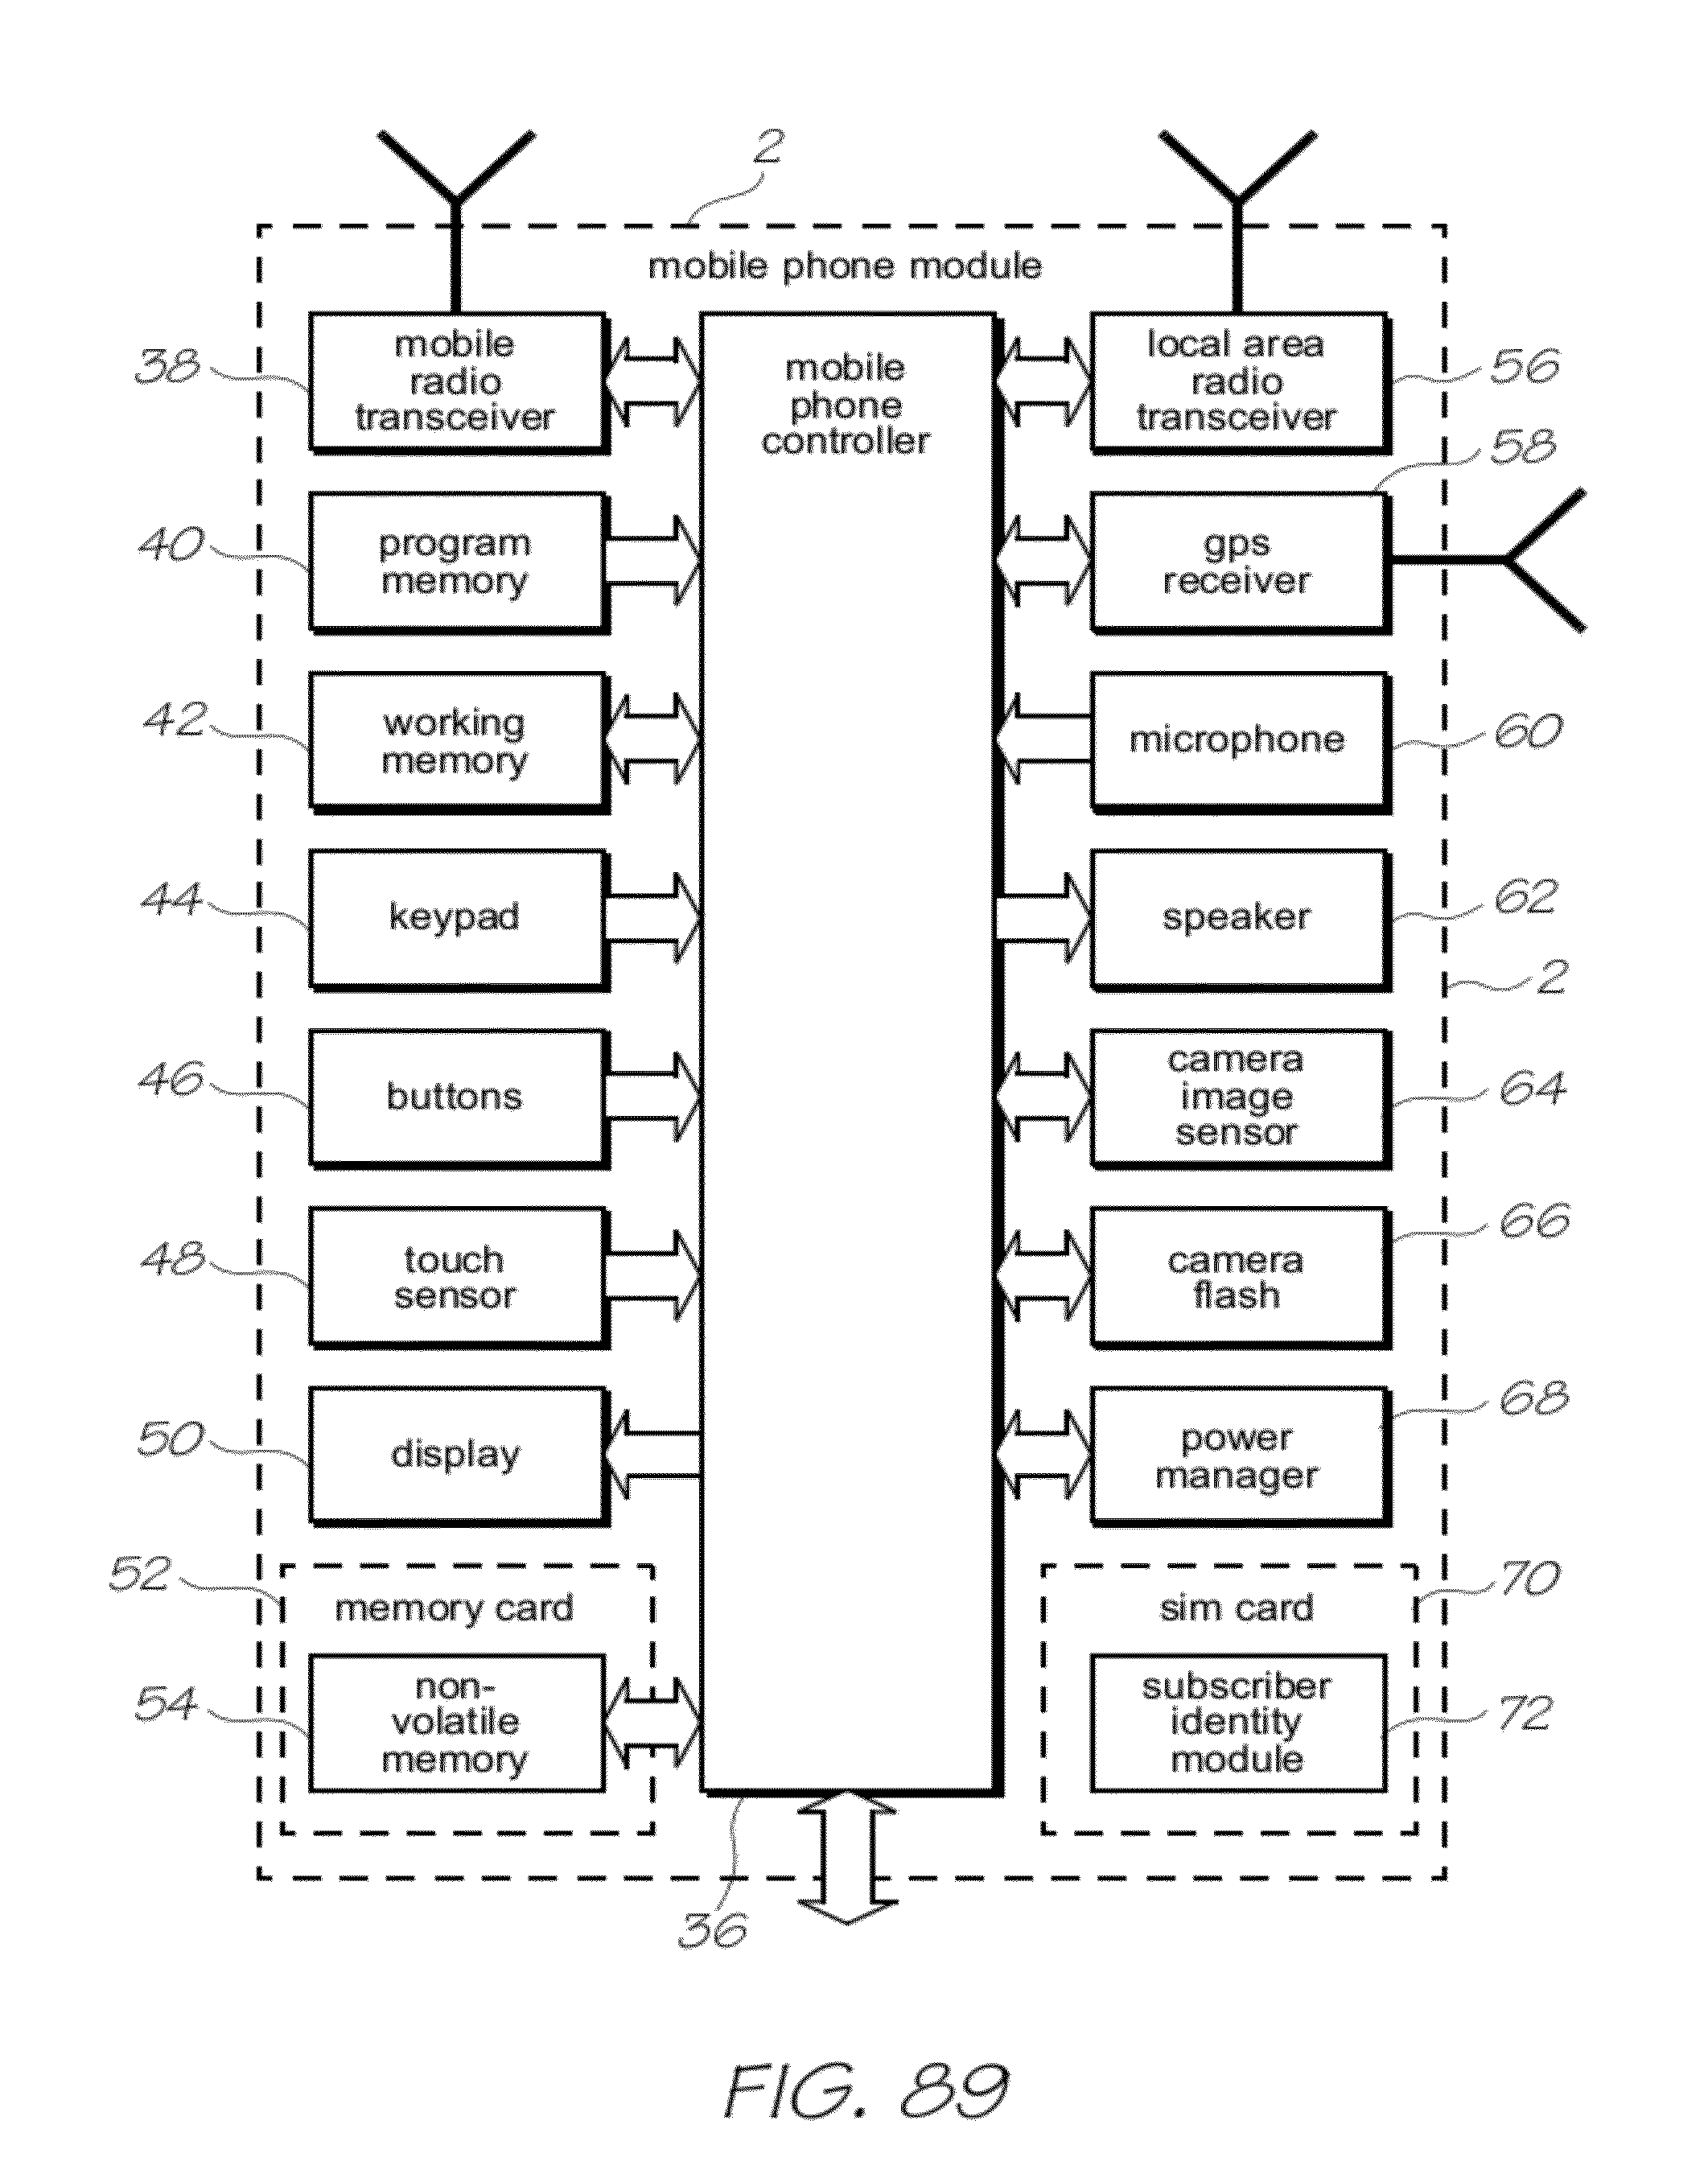 2
mobile phone module
38
mobile
radio
transceiver
mobile
phone
controller
local area
radio
transceiver
56
58
40
program
memory
gps
receiver
42
working
memory
microphone
60
44
keypad
speaker
62
2
46
buttons
camera
image
sensor
64
48
touch
sensor
camera
flash
66
50
display
power
manager
68
52
memory card
sim card
70
54
non-
volatile
memory
subscriber
identity
module
72
36
FIG. 89